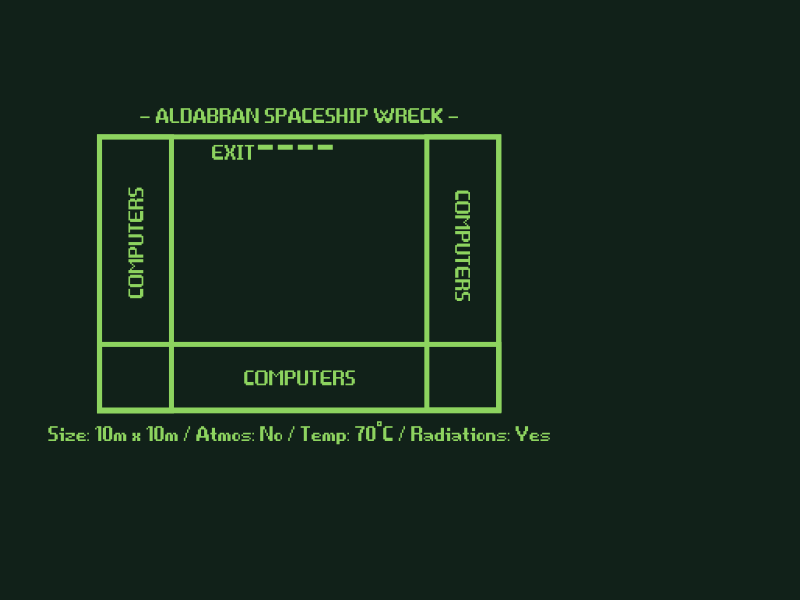 - ALDABRAN SPACESHIP WRECK -
EXIT
COMPUTERS
COMPUTERS
COMPUTERS
Size: 10m x 10m / Atmos: No / Temp: 70°C / Radiations: Yes